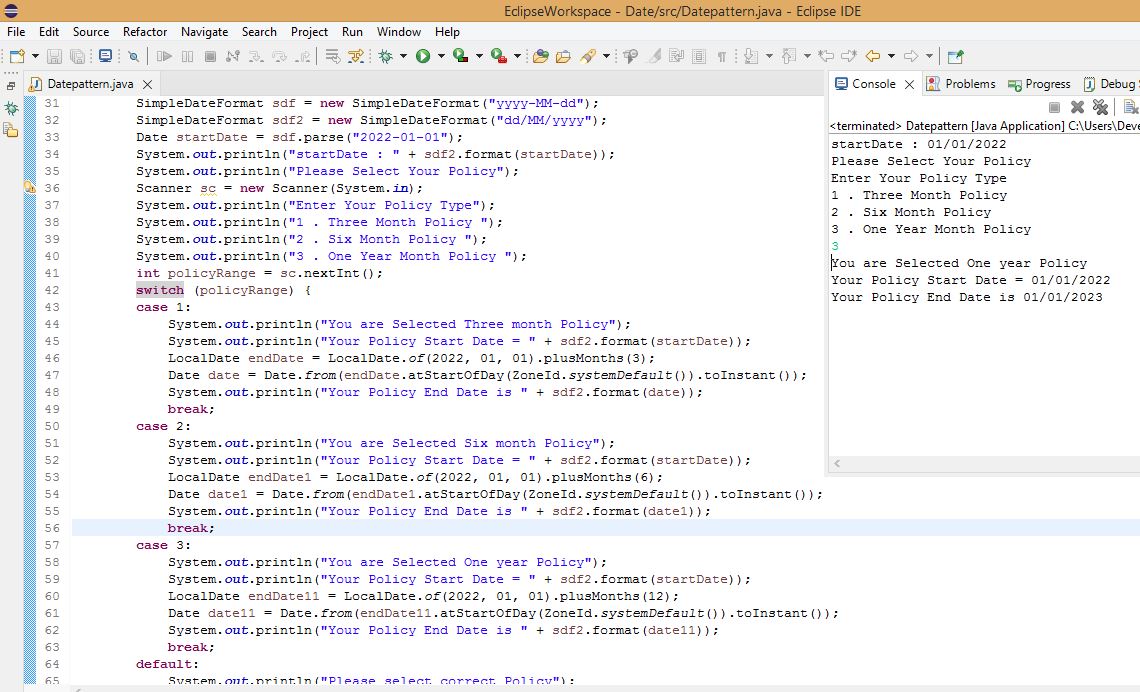 EclipseWorkspace - Date/src/Datepattern.java - Eclipse IDE
File Edit Source Refactor Navigate Search Project Run Window Help
Datepattern.java
31 SimpleDateFormat sdf = new SimpleDateFormat("yyyy-MM-dd");
32 SimpleDateFormat sdf2 = new SimpleDateFormat("dd/MM/yyyy");
33 Date startDate = sdf.parse("2022-01-01");
34 System.out.println("startDate : " + sdf2.format(startDate));
35 System.out.println("Please Select Your Policy");
36 Scanner sc = new Scanner(System.in);
37 System.out.println("Enter Your Policy Type");
38 System.out.println("1 . Three Month Policy ");
39 System.out.println("2 . Six Month Policy ");
40 System.out.println("3 . One Year Month Policy ");
41 int policyRange = sc.nextInt();
42 switch (policyRange) {
43 case 1:
44 System.out.println("You are Selected Three month Policy");
45 System.out.println("Your Policy Start Date = " + sdf2.format(startDate));
46 LocalDate endDate = LocalDate.of(2022, 01, 01).plusMonths(3);
47 Date date = Date.from(endDate.atStartOfDay(ZoneId.systemDefault()).toInstant());
48 System.out.println("Your Policy End Date is " + sdf2.format(date));
49 break;
50 case 2:
51 System.out.println("You are Selected Six month Policy");
52 System.out.println("Your Policy Start Date = " + sdf2.format(startDate));
53 LocalDate endDate1 = LocalDate.of(2022, 01, 01).plusMonths(6);
54 Date date1 = Date.from(endDate1.atStartOfDay(ZoneId.systemDefault()).toInstant());
55 System.out.println("Your Policy End Date is " + sdf2.format(date1));
56 break;
57 case 3:
58 System.out.println("You are Selected One year Policy");
59 System.out.println("Your Policy Start Date = " + sdf2.format(startDate));
60 LocalDate endDate11 = LocalDate.of(2022, 01, 01).plusMonths(12);
61 Date date11 = Date.from(endDate11.atStartOfDay(ZoneId.systemDefault()).toInstant());
62 System.out.println("Your Policy End Date is " + sdf2.format(date11));
63 break;
64 default:
65 System.out.println("Please select correct Policy");
Console Problems Progress Debug
<terminated> Datepattern [Java Application] C:\Users\Deve
startDate : 01/01/2022
Please Select Your Policy
Enter Your Policy Type
1 . Three Month Policy
2 . Six Month Policy
3 . One Year Month Policy
3
You are Selected One year Policy
Your Policy Start Date = 01/01/2022
Your Policy End Date is 01/01/2023